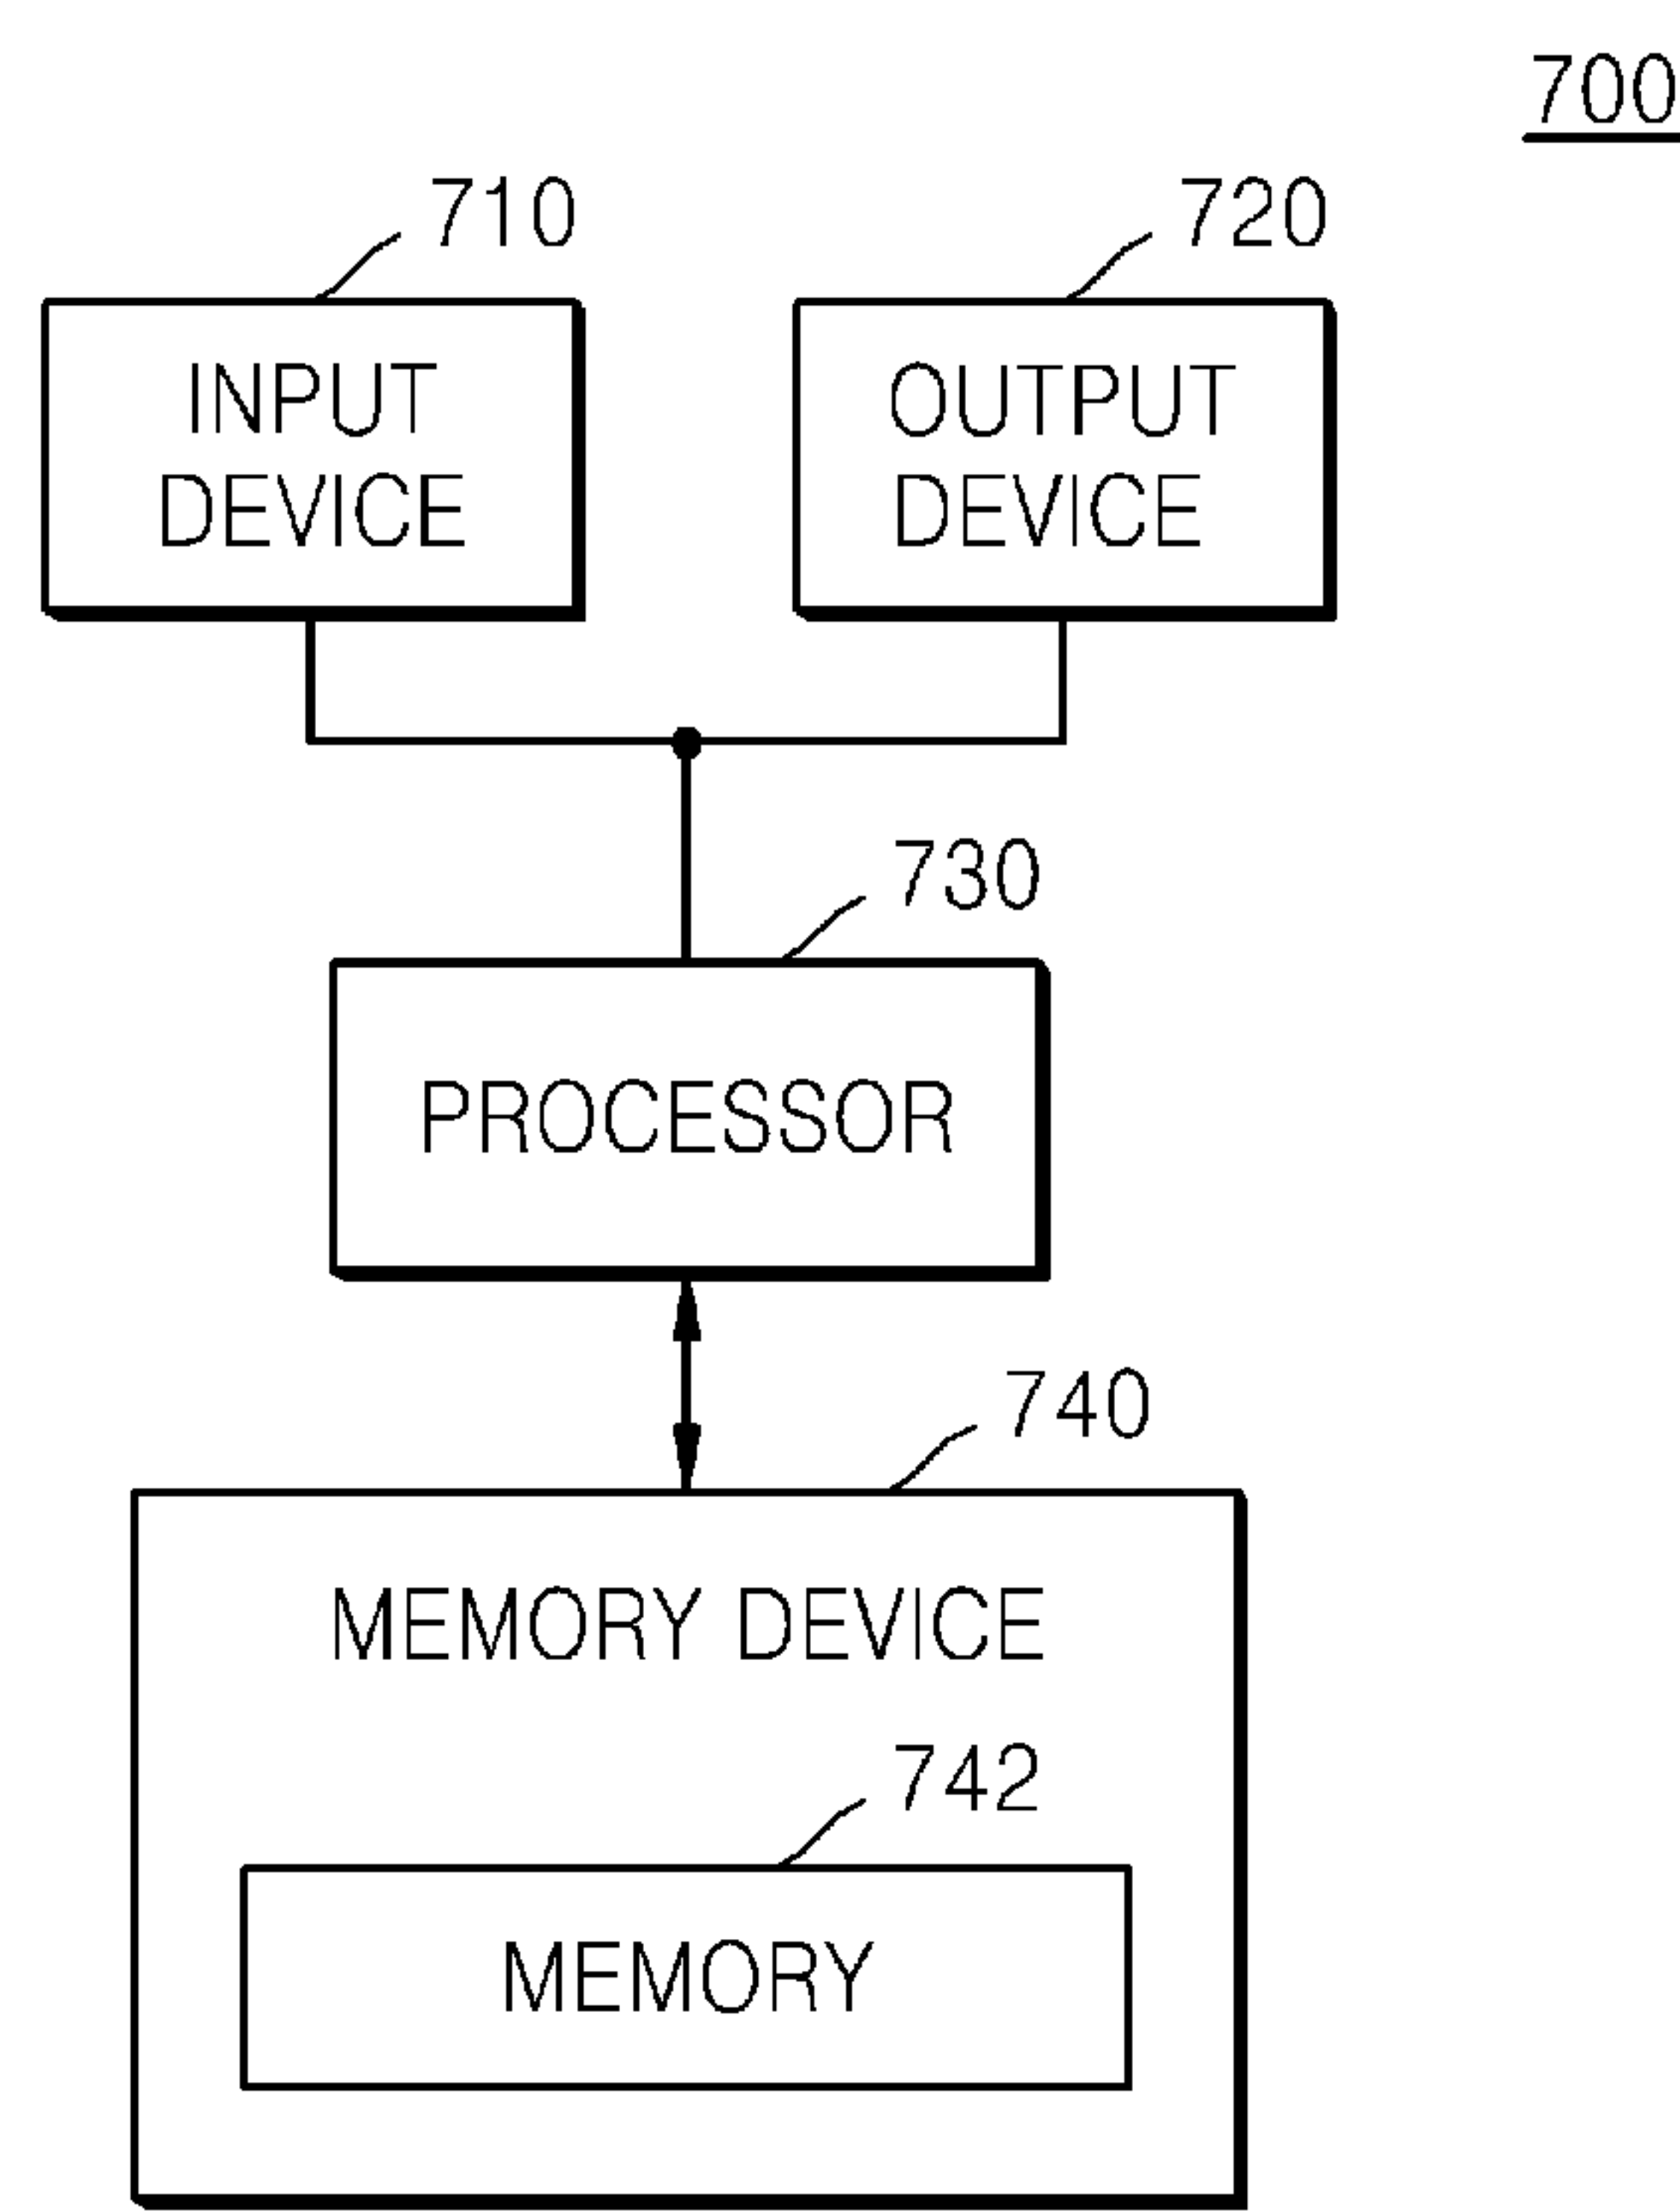 700
710
720
INPUT
DEVICE
OUTPUT
DEVICE
730
PROCESSOR
740
MEMORY DEVICE
742
MEMORY